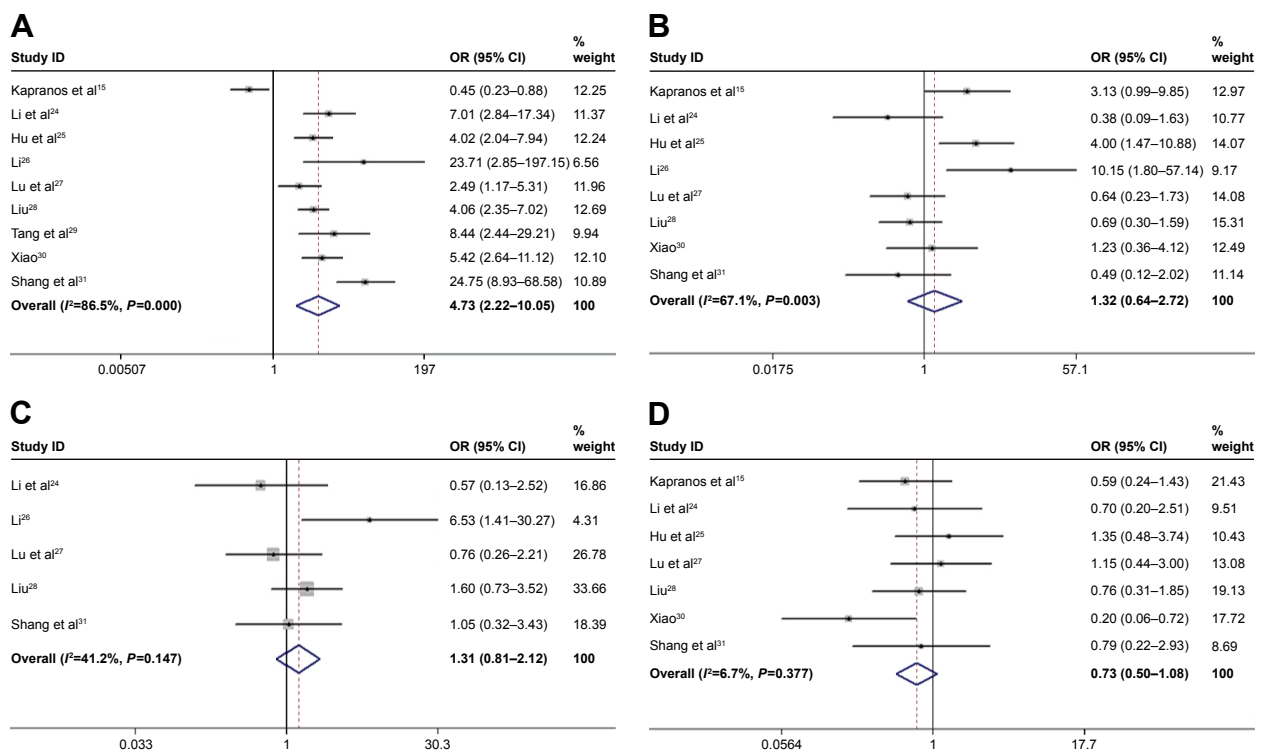 A
Study ID OR (95% CI) % weight
Kapranos et al15 0.45 (0.23–0.88) 12.25
Li et al24 7.01 (2.84–17.34) 11.37
Hu et al25 4.02 (2.04–7.94) 12.24
Li26 23.71 (2.85–197.15) 6.56
Lu et al27 2.49 (1.17–5.31) 11.96
Liu28 4.06 (2.35–7.02) 12.69
Tang et al29 8.44 (2.44–29.21) 9.94
Xiao30 5.42 (2.64–11.12) 12.10
Shang et al31 24.75 (8.93–68.58) 10.89
Overall (I2=86.5%, P=0.000) 4.73 (2.22–10.05) 100
0.00507 1 197
B
Study ID OR (95% CI) % weight
Kapranos et al15 3.13 (0.99–9.85) 12.97
Li et al24 0.38 (0.09–1.63) 10.77
Hu et al25 4.00 (1.47–10.88) 14.07
Li26 10.15 (1.80–57.14) 9.17
Lu et al27 0.64 (0.23–1.73) 14.08
Liu28 0.69 (0.30–1.59) 15.31
Xiao30 1.23 (0.36–4.12) 12.49
Shang et al31 0.49 (0.12–2.02) 11.14
Overall (I2=67.1%, P=0.003) 1.32 (0.64–2.72) 100
0.0175 1 57.1
C
Study ID OR (95% CI) % weight
Li et al24 0.57 (0.13–2.52) 16.86
Li26 6.53 (1.41–30.27) 4.31
Lu et al27 0.76 (0.26–2.21) 26.78
Liu28 1.60 (0.73–3.52) 33.66
Shang et al31 1.05 (0.32–3.43) 18.39
Overall (I2=41.2%, P=0.147) 1.31 (0.81–2.12) 100
0.033 1 30.3
D
Study ID OR (95% CI) % weight
Kapranos et al15 0.59 (0.24–1.43) 21.43
Li et al24 0.70 (0.20–2.51) 9.51
Hu et al25 1.35 (0.48–3.74) 10.43
Lu et al27 1.15 (0.44–3.00) 13.08
Liu28 0.76 (0.31–1.85) 19.13
Xiao30 0.20 (0.06–0.72) 17.72
Shang et al31 0.79 (0.22–2.93) 8.69
Overall (I2=6.7%, P=0.377) 0.73 (0.50–1.08) 100
0.0564 1 17.7